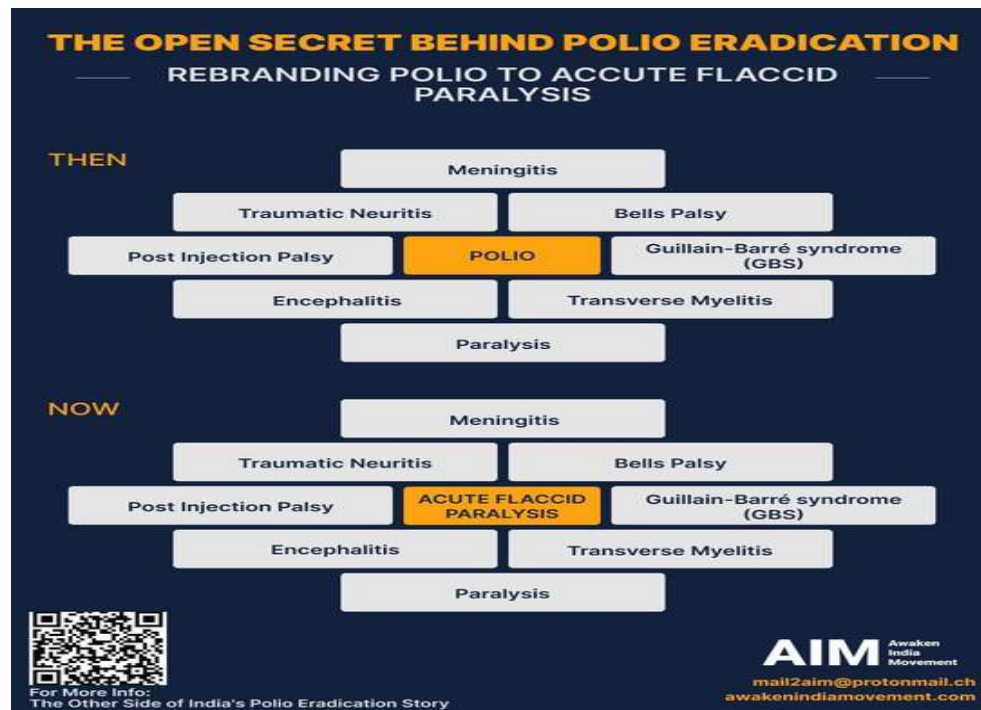 THE OPEN SECRET BEHIND POLIO ERADICATION
REBRANDING POLIO TO ACCUTE FLACCID
PARALYSIS
THEN
Meningitis
Traumatic Neuritis
Bells Palsy
Post Injection Palsy
POLIO
Guillain-Barré syndrome
(GBS)
Encephalitis
Transverse Myelitis
Paralysis
NOW
Meningitis
Traumatic Neuritis
Bells Palsy
Post Injection Palsy
ACUTE FLACCID
PARALYSIS
Guillain-Barré syndrome
(GBS)
Encephalitis
Transverse Myelitis
Paralysis
For More Info:
The Other Side of India's Polio Eradication Story
AIM
Awaken
India
Movement
mail2aim@protonmail.ch
awakenindiamovement.com